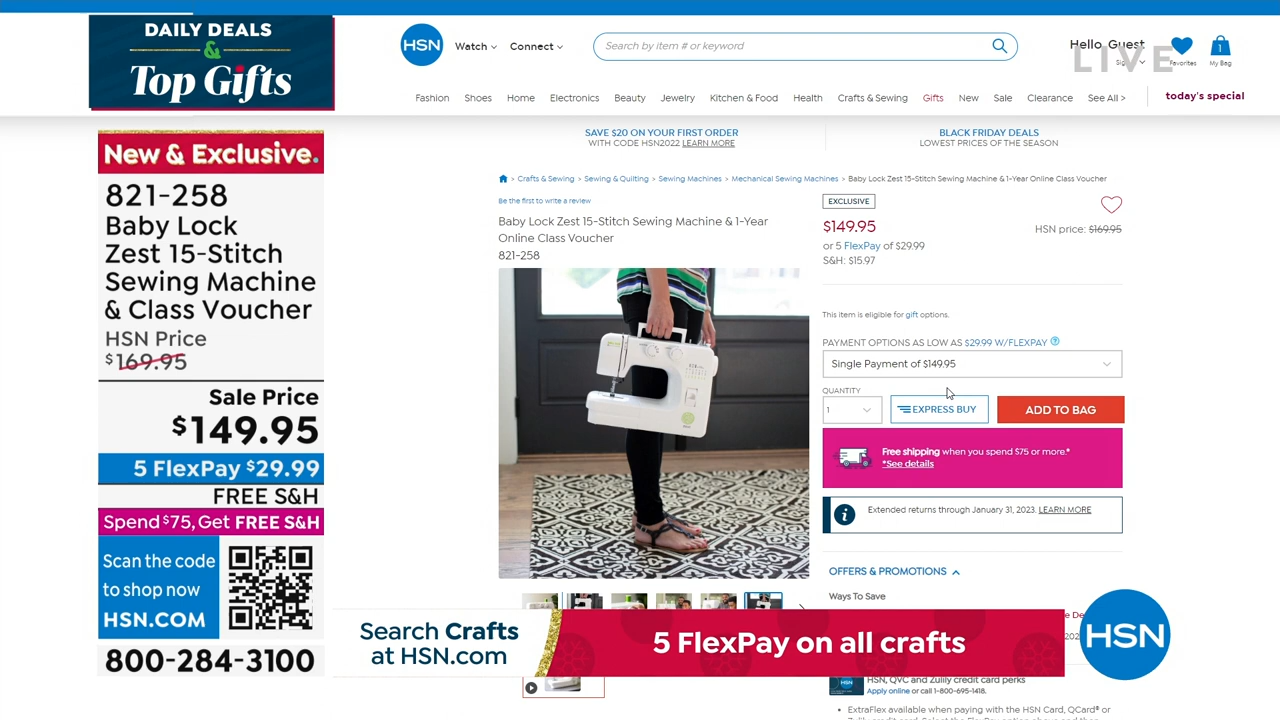 DAILY DEALS
&
Top Gifts
HSN
Watch
Connect
Search by item # or keyword
Hello, Guest
LIVE
Favorites
1
My Bag
Fashion Shoes Home Electronics Beauty Jewelry Kitchen & Food Health Crafts & Sewing Gifts New Sale Clearance See All >
today's special
New & Exclusive.
821-258
Baby Lock
Zest 15-Stitch
Sewing Machine
& Class Voucher
HSN Price
$169.95
Sale Price
$149.95
5 FlexPay $29.99
FREE S&H
Spend $75, Get FREE S&H
Scan the code
to shop now
HSN.COM
800-284-3100
SAVE $20 ON YOUR FIRST ORDER
WITH CODE HSN2022 LEARN MORE
BLACK FRIDAY DEALS
LOWEST PRICES OF THE SEASON
> Crafts & Sewing > Sewing & Quilting > Sewing Machines > Mechanical Sewing Machines > Baby Lock Zest 15-Stitch Sewing Machine & 1-Year Online Class Voucher
Be the first to write a review
Baby Lock Zest 15-Stitch Sewing Machine & 1-Year
Online Class Voucher
821-258
EXCLUSIVE
$149.95
HSN price: $169.95
or 5 FlexPay of $29.99
S&H: $15.97
This item is eligible for gift options.
PAYMENT OPTIONS AS LOW AS $29.99 W/FLEXPAY
Single Payment of $149.95
QUANTITY
1
EXPRESS BUY
ADD TO BAG
Free shipping when you spend $75 or more.*
*See details
Extended returns through January 31, 2023. LEARN MORE
OFFERS & PROMOTIONS
Ways To Save
Search Crafts
at HSN.com
5 FlexPay on all crafts
HSN
HSN, QVC and Zulily credit card perks
Apply online or call 1-800-695-1418.
• ExtraFlex available when paying with the HSN Card, QCard® or